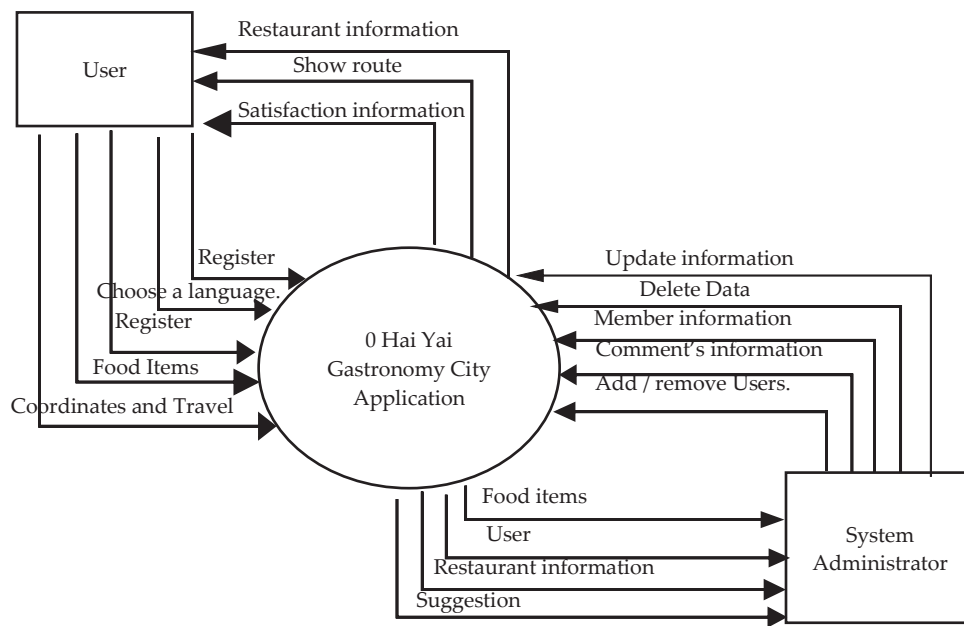 Restaurant information
User
Show route
Satisfaction information
Register
Choose a language.
Register
Food Items
Coordinates and Travel
0 Hai Yai
Gastronomy City
Application
Update information
Delete Data
Member information
Comment's information
Add / remove Users.
Food items
User
Restaurant information
Suggestion
System
Administrator